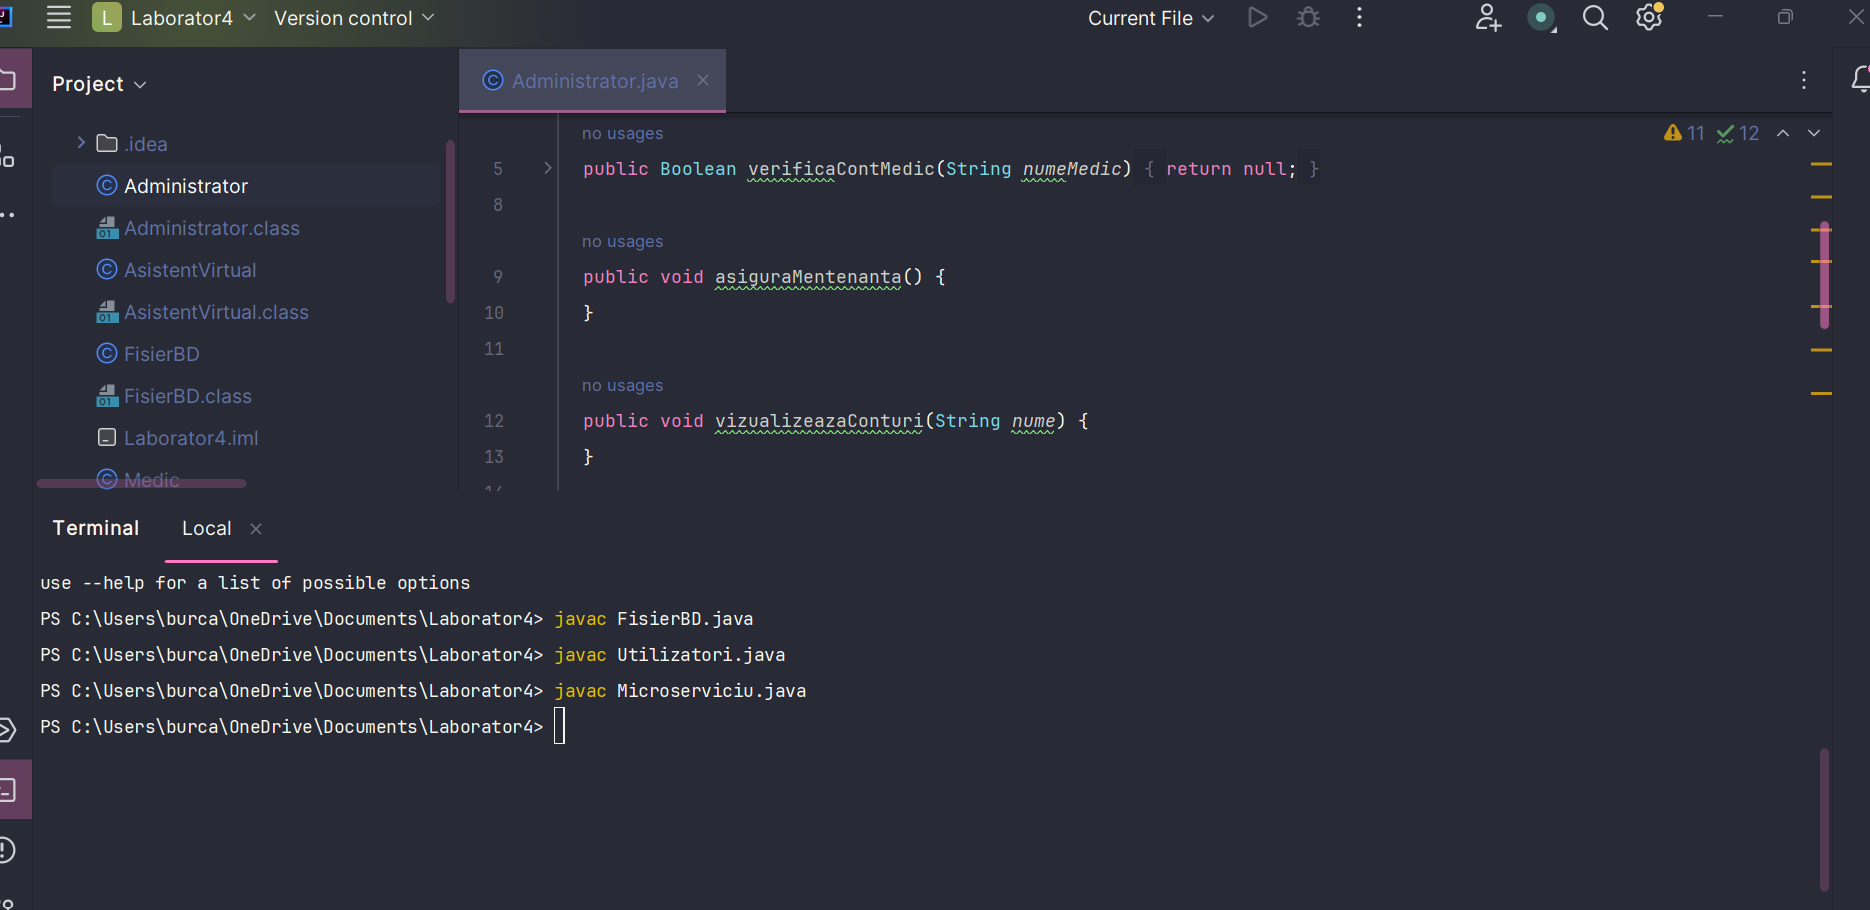 L Laborator4 Version control Current File
Project
Administrator.java
.idea
Administrator
Administrator.class
AsistentVirtual
AsistentVirtual.class
FisierBD
FisierBD.class
Laborator4.iml
Medic
11 12
no usages
5 public Boolean verificaContMedic(String numeMedic) { return null; }
8
no usages
9 public void asiguraMentenanta() {
10 }
11
no usages
12 public void vizualizeazaConturi(String nume) {
13 }
14
Terminal Local
use --help for a list of possible options
PS C:\Users\burca\OneDrive\Documents\Laborator4> javac FisierBD.java
PS C:\Users\burca\OneDrive\Documents\Laborator4> javac Utilizatori.java
PS C:\Users\burca\OneDrive\Documents\Laborator4> javac Microserviciu.java
PS C:\Users\burca\OneDrive\Documents\Laborator4>